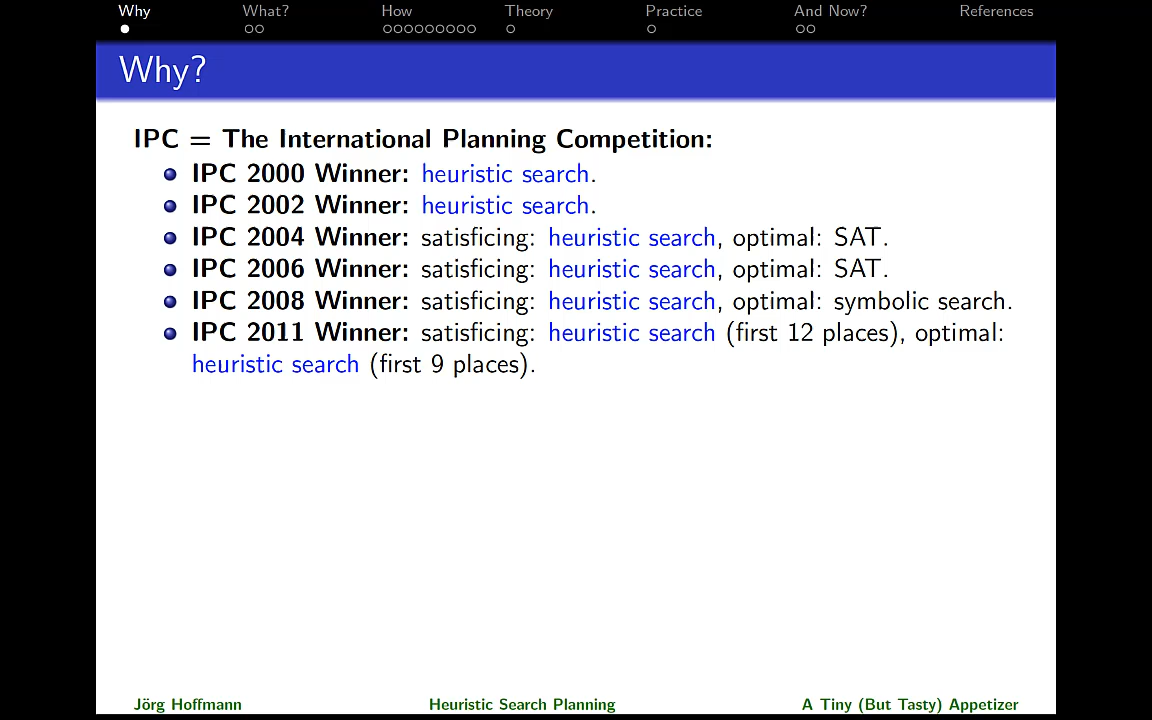 Why What? How Theory Practice And Now? References
Why?
IPC = The International Planning Competition:
IPC 2000 Winner: heuristic search.
IPC 2002 Winner: heuristic search.
IPC 2004 Winner: satisficing: heuristic search, optimal: SAT.
IPC 2006 Winner: satisficing: heuristic search, optimal: SAT.
IPC 2008 Winner: satisficing: heuristic search, optimal: symbolic search.
IPC 2011 Winner: satisficing: heuristic search (first 12 places), optimal:
heuristic search (first 9 places).
Jörg Hoffmann Heuristic Search Planning A Tiny (But Tasty) Appetizer